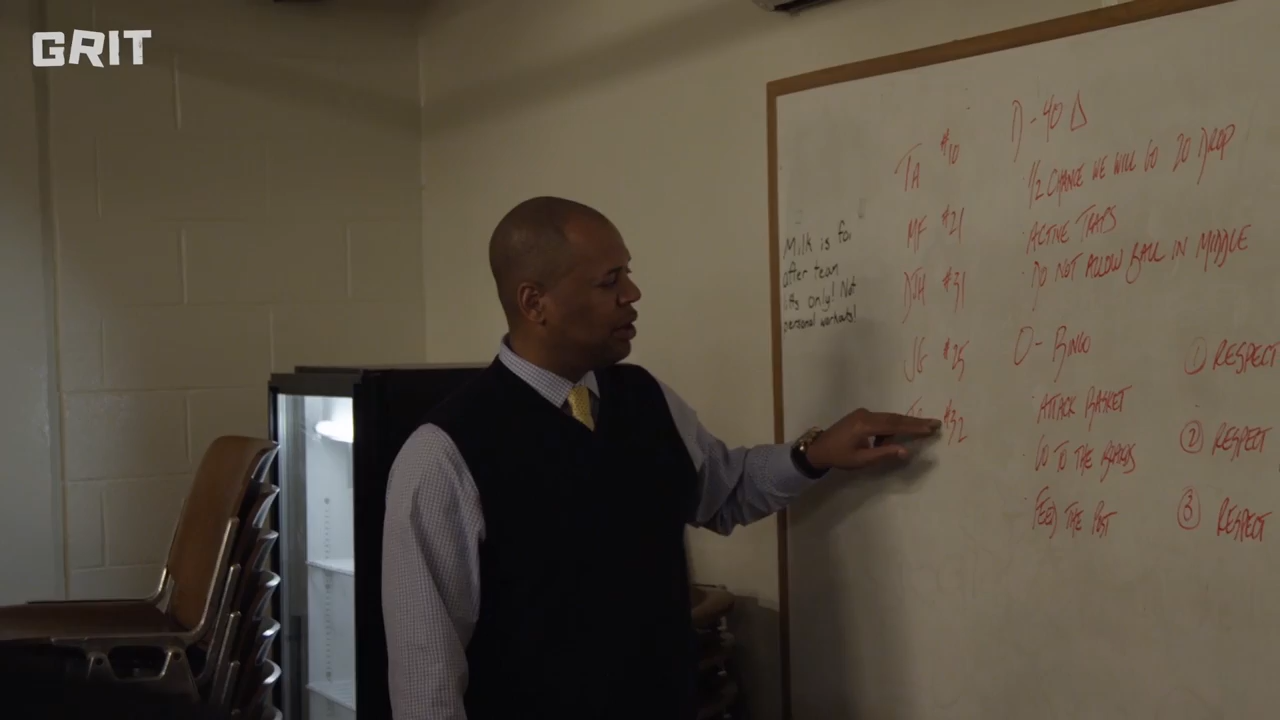 GRIT
Milk is for
after team
lifts only! Not
personal workouts!
TA #10
MF #21
DJH #31
JG #25
#32
D - 40 Δ
· 1/2 CHANCE WE WILL GO 20 DROP
· ACTIVE TRAPS
· DO NOT ALLOW BALL IN MIDDLE
O - BINGO
· ATTACK BASKET
· GO TO THE BOARDS
· FEED THE POST
① RESPECT
② RESPECT
③ RESPECT